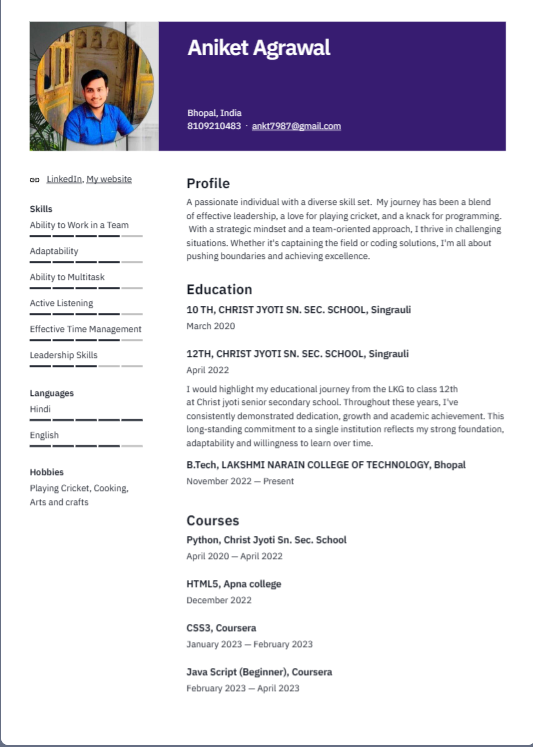 Aniket Agrawal
Bhopal, India
8109210483 · ankt7987@gmail.com
LinkedIn, My website
Skills
Ability to Work in a Team
Adaptability
Ability to Multitask
Active Listening
Effective Time Management
Leadership Skills
Languages
Hindi
English
Hobbies
Playing Cricket, Cooking,
Arts and crafts
Profile
A passionate individual with a diverse skill set. My journey has been a blend
of effective leadership, a love for playing cricket, and a knack for programming.
With a strategic mindset and a team-oriented approach, I thrive in challenging
situations. Whether it's captaining the field or coding solutions, I'm all about
pushing boundaries and achieving excellence.
Education
10 TH, CHRIST JYOTI SN. SEC. SCHOOL, Singrauli
March 2020
12TH, CHRIST JYOTI SN. SEC. SCHOOL, Singrauli
April 2022
I would highlight my educational journey from the LKG to class 12th
at Christ jyoti senior secondary school. Throughout these years, I've
consistently demonstrated dedication, growth and academic achievement. This
long-standing commitment to a single institution reflects my strong foundation,
adaptability and willingness to learn over time.
B.Tech, LAKSHMI NARAIN COLLEGE OF TECHNOLOGY, Bhopal
November 2022 — Present
Courses
Python, Christ Jyoti Sn. Sec. School
April 2020 — April 2022
HTML5, Apna college
December 2022
CSS3, Coursera
January 2023 — February 2023
Java Script (Beginner), Coursera
February 2023 — April 2023